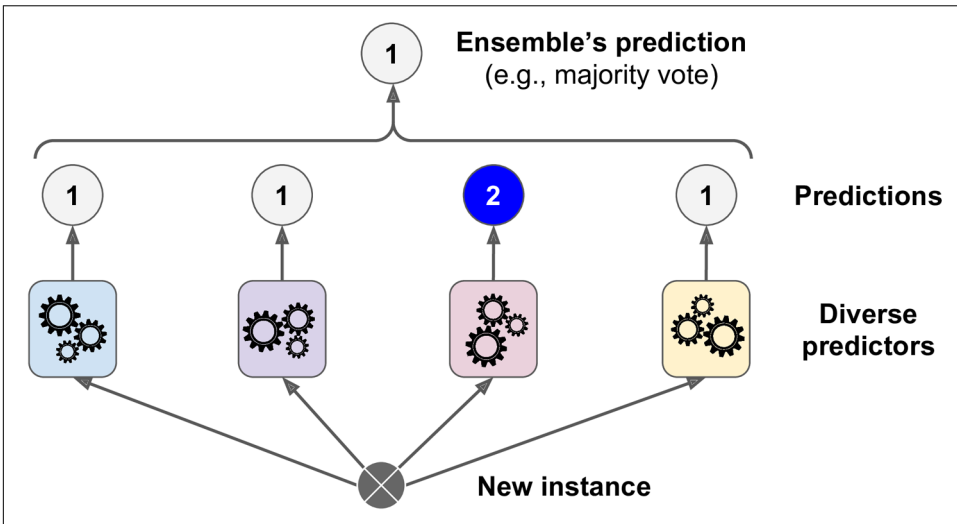 1
Ensemble’s prediction
(e.g., majority vote)
1 1 2 1 Predictions
Diverse
predictors
New instance